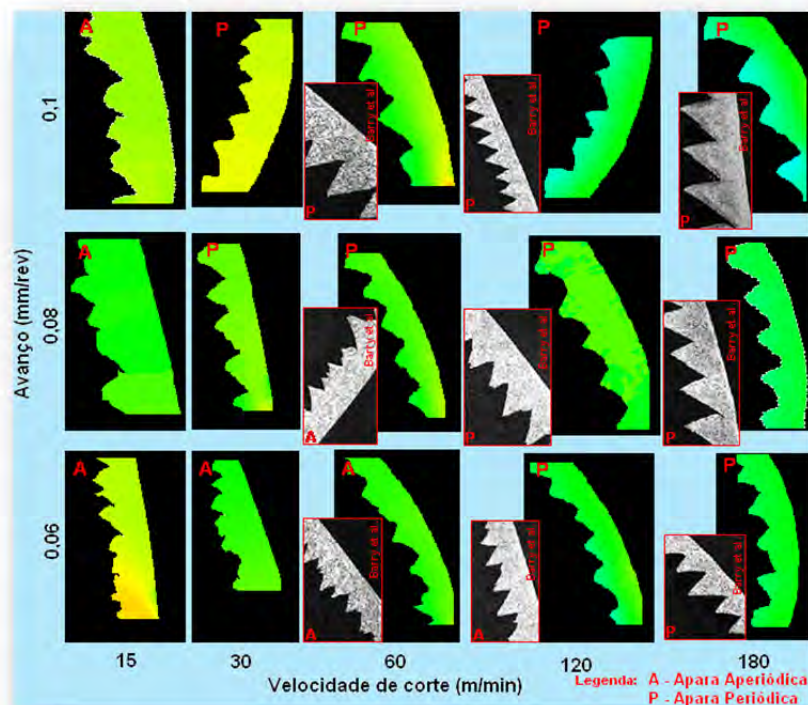 Avanço (mm/rev)
0,1
A
P
P
Barry et al.
P
P
Barry et al.
P
P
Barry et al.
P
0,08
A
P
P
Barry et al.
A
P
Barry et al.
P
P
Barry et al.
P
0,06
A
A
A
Barry et al.
A
P
Barry et al.
A
P
Barry et al.
P
15 30 60 120 180
Velocidade de corte (m/min)
Legenda: A - Apara Aperiódica
P - Apara Periódica